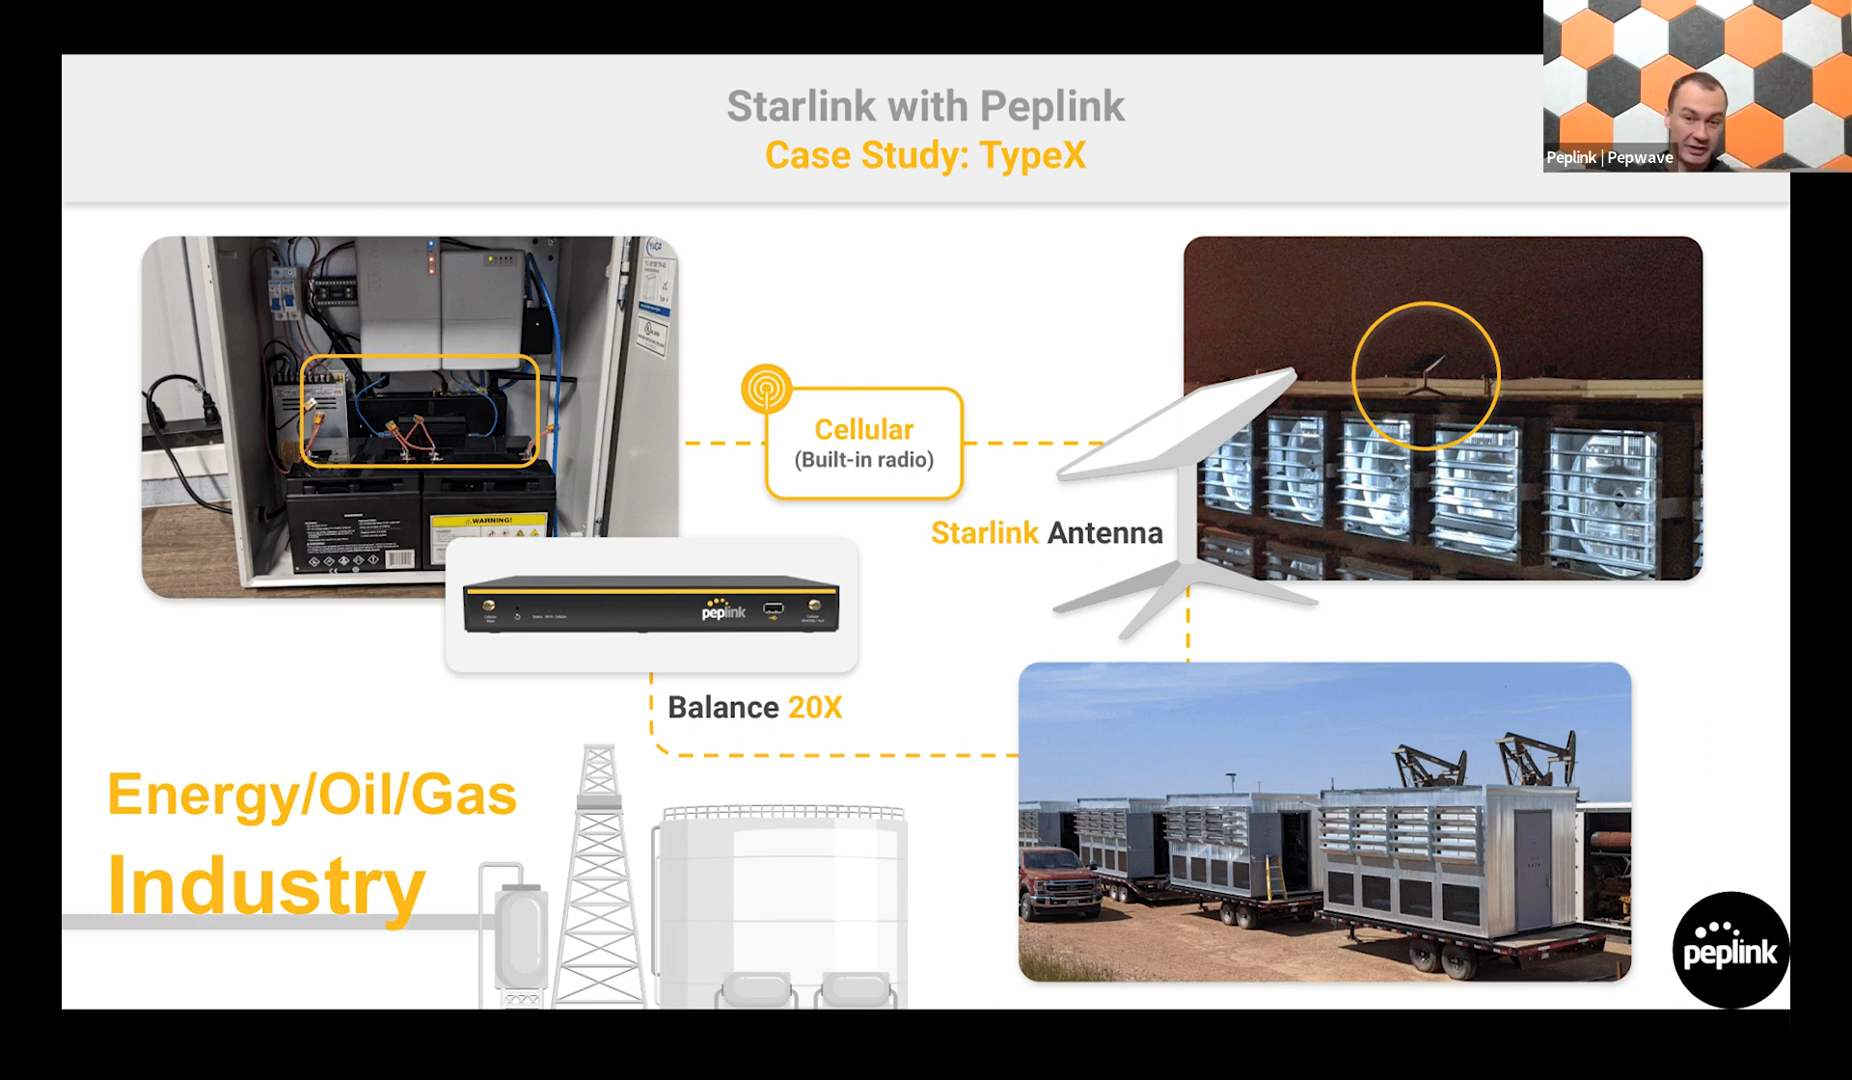 Starlink with Peplink
Case Study: TypeX
Peplink | Pepwave
Cellular
(Built-in radio)
WARNING!
Starlink Antenna
peplink
Balance 20X
Energy/Oil/Gas
Industry
peplink